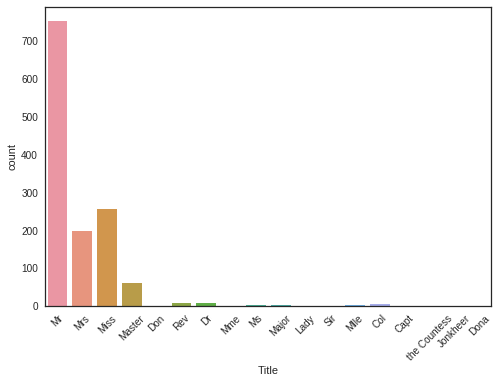 700
600
500
400
300
200
100
0
count
Mr
Mrs
Miss
Master
Don
Rev
Dr
Mme
Ms
Major
Lady
Sir
Mlle
Col
Capt
the Countess
Jonkheer
Dona
Title